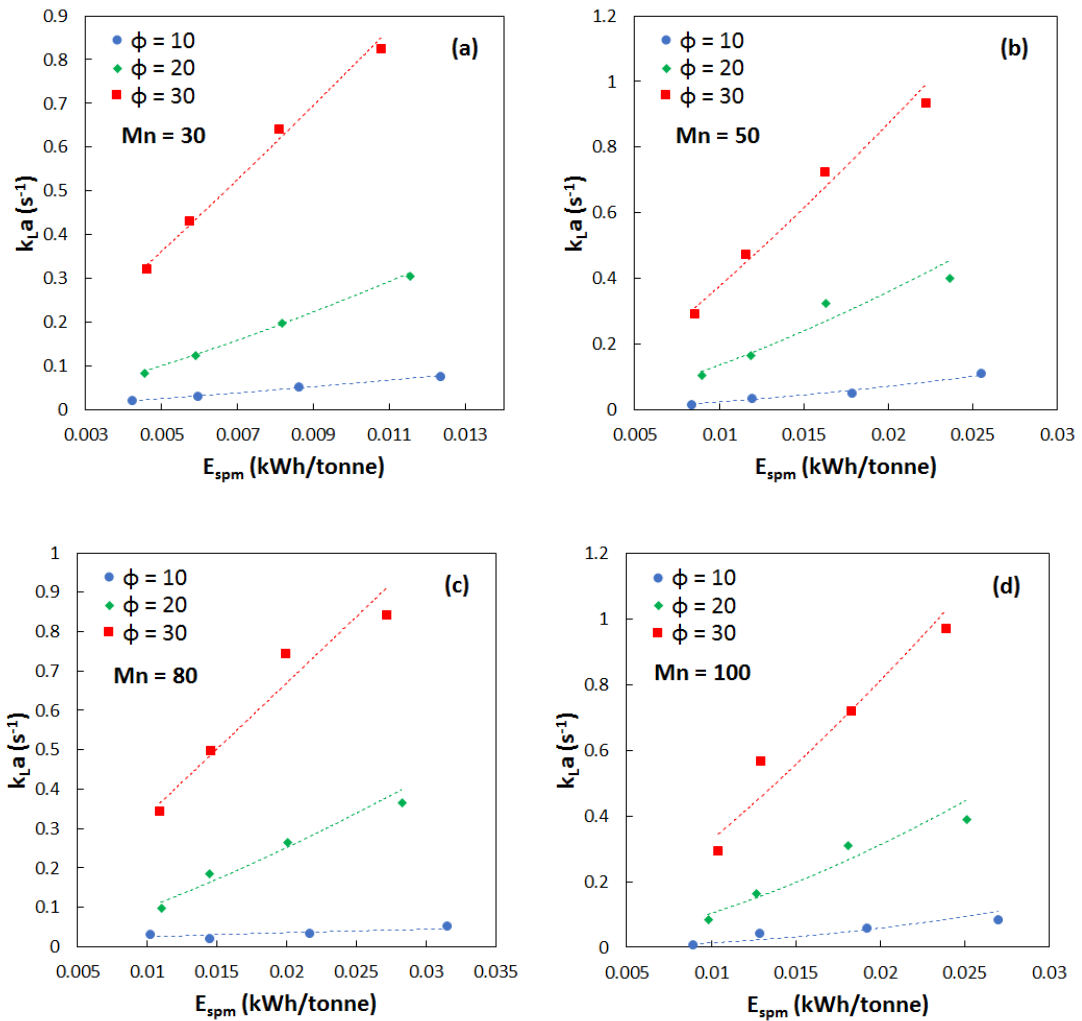 0.9
0.8
0.7
0.6
0.5
0.4
0.3
0.2
0.1
0
0.003 0.005 0.007 0.009 0.011 0.013
kLa (s-1)
Espm (kWh/tonne)
ϕ = 10
ϕ = 20
ϕ = 30
Mn = 30
(a)
1.2
1
0.8
0.6
0.4
0.2
0
0.005 0.01 0.015 0.02 0.025 0.03
kLa (s-1)
Espm (kWh/tonne)
ϕ = 10
ϕ = 20
ϕ = 30
Mn = 50
(b)
1
0.9
0.8
0.7
0.6
0.5
0.4
0.3
0.2
0.1
0
0.005 0.01 0.015 0.02 0.025 0.03 0.035
kLa (s-1)
Espm (kWh/tonne)
ϕ = 10
ϕ = 20
ϕ = 30
Mn = 80
(c)
1.2
1
0.8
0.6
0.4
0.2
0
0.005 0.01 0.015 0.02 0.025 0.03
kLa (s-1)
Espm (kWh/tonne)
ϕ = 10
ϕ = 20
ϕ = 30
Mn = 100
(d)